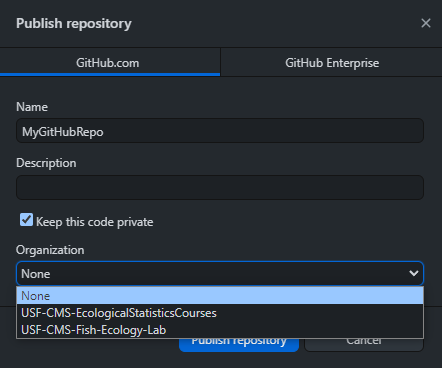 Publish repository
GitHub.com
GitHub Enterprise
Name
MyGitHubRepo
Description
Keep this code private
Organization
None
None
USF-CMS-EcologicalStatisticsCourses
USF-CMS-Fish-Ecology-Lab
Publish repository
Cancel